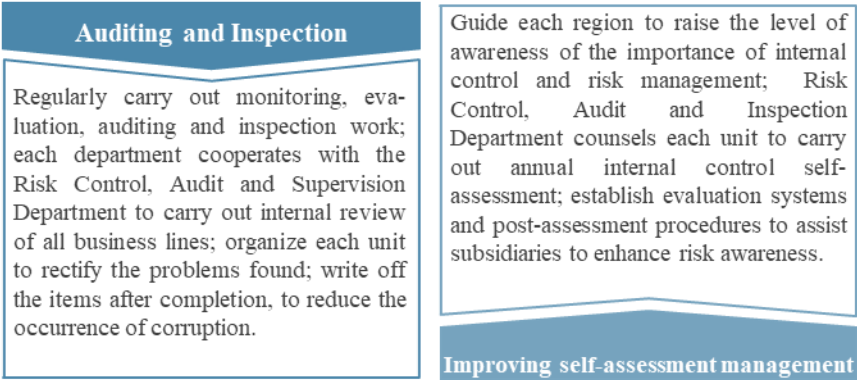 Auditing and Inspection
Regularly carry out monitoring, eva-
luation, auditing and inspection work;
each department cooperates with the
Risk Control, Audit and Supervision
Department to carry out internal review
of all business lines; organize each unit
to rectify the problems found; write off
the items after completion, to reduce the
occurrence of corruption.
Guide each region to raise the level of
awareness of the importance of internal
control and risk management; Risk
Control, Audit and Inspection
Department counsels each unit to carry
out annual internal control self-
assessment; establish evaluation systems
and post-assessment procedures to assist
subsidiaries to enhance risk awareness.
Improving self-assessment management